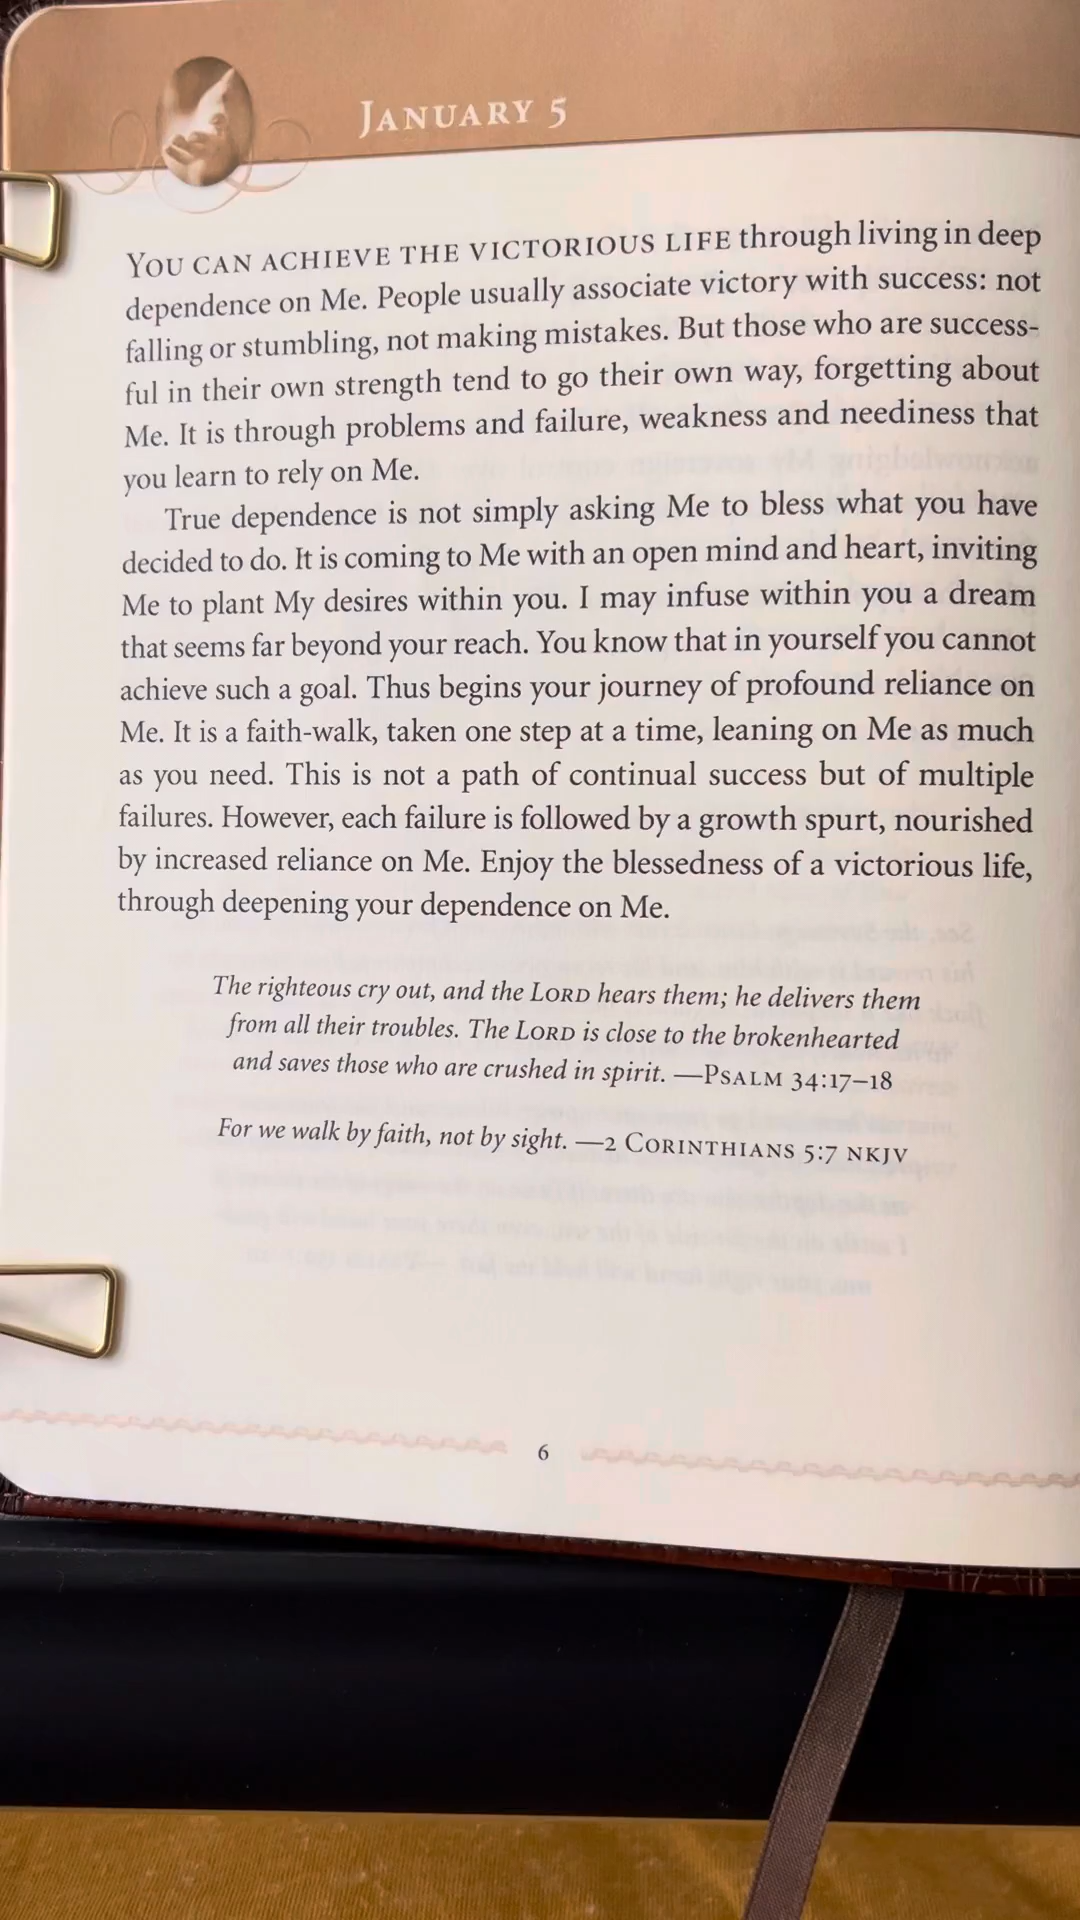 JANUARY 5
YOU CAN ACHIEVE THE VICTORIOUS LIFE through living in deep
dependence on Me. People usually associate victory with success: not
falling or stumbling, not making mistakes. But those who are success-
ful in their own strength tend to go their own way, forgetting about
Me. It is through problems and failure, weakness and neediness that
you learn to rely on Me.
True dependence is not simply asking Me to bless what you have
decided to do. It is coming to Me with an open mind and heart, inviting
Me to plant My desires within you. I may infuse within you a dream
that seems far beyond your reach. You know that in yourself you cannot
achieve such a goal. Thus begins your journey of profound reliance on
Me. It is a faith-walk, taken one step at a time, leaning on Me as much
as you need. This is not a path of continual success but of multiple
failures. However, each failure is followed by a growth spurt, nourished
by increased reliance on Me. Enjoy the blessedness of a victorious life,
through deepening your dependence on Me.
The righteous cry out, and the LORD hears them; he delivers them
from all their troubles. The LORD is close to the brokenhearted
and saves those who are crushed in spirit. —PSALM 34:17–18
For we walk by faith, not by sight. —2 CORINTHIANS 5:7 NKJV
6